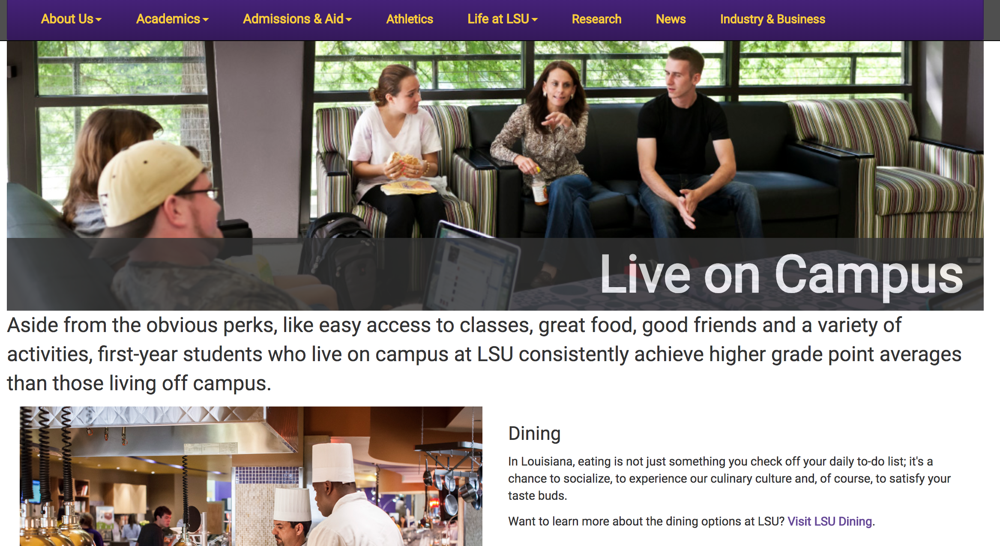 About Us Academics Admissions & Aid Athletics Life at LSU Research News Industry & Business
Live on Campus
Aside from the obvious perks, like easy access to classes, great food, good friends and a variety of
activities, first-year students who live on campus at LSU consistently achieve higher grade point averages
than those living off campus.
Dining
In Louisiana, eating is not just something you check off your daily to-do list; it's a
chance to socialize, to experience our culinary culture and, of course, to satisfy your
taste buds.
Want to learn more about the dining options at LSU? Visit LSU Dining.